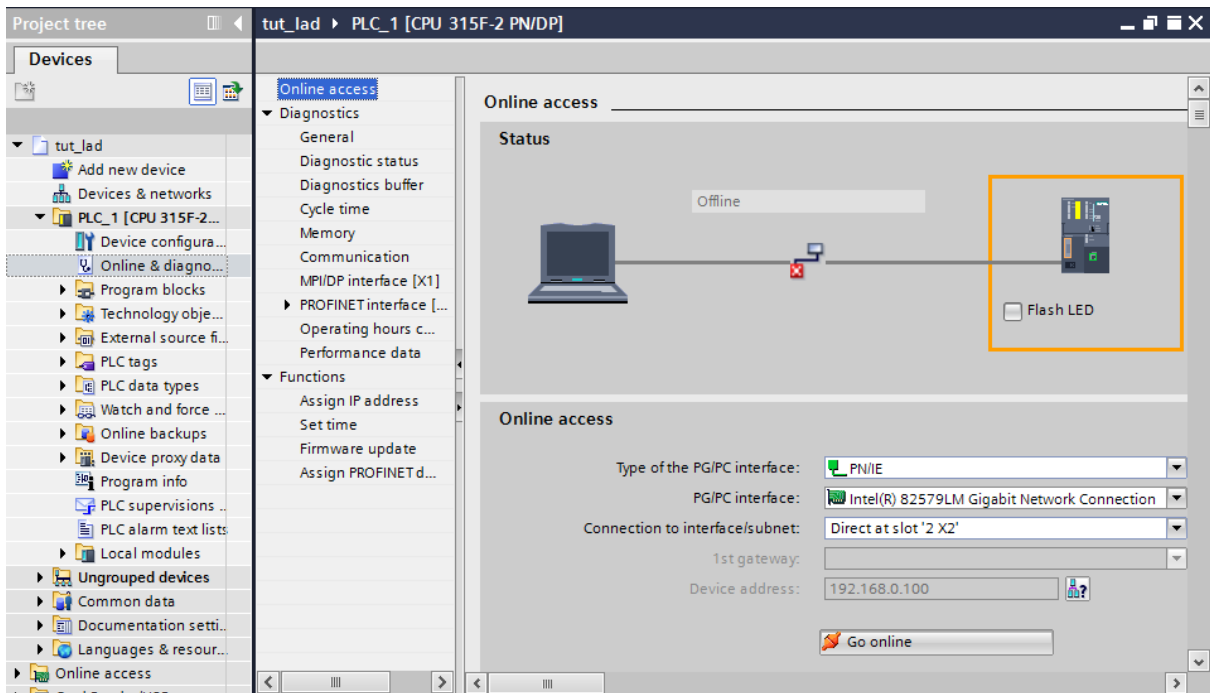 Project tree
tut_lad ▸ PLC_1 [CPU 315F-2 PN/DP]
Devices
tut_lad
Add new device
Devices & networks
PLC_1 [CPU 315F-2...
Device configura...
Online & diagno...
Program blocks
Technology obje...
External source fi...
PLC tags
PLC data types
Watch and force ...
Online backups
Device proxy data
Program info
PLC supervisions ..
PLC alarm text lists
Local modules
Ungrouped devices
Common data
Documentation setti..
Languages & resour...
Online access
Online access
Diagnostics
General
Diagnostic status
Diagnostics buffer
Cycle time
Memory
Communication
MPI/DP interface [X1]
PROFINET interface [...
Operating hours c...
Performance data
Functions
Assign IP address
Set time
Firmware update
Assign PROFINET d...
Online access
Status
Offline
Flash LED
Online access
Type of the PG/PC interface: PN/IE
PG/PC interface: Intel(R) 82579LM Gigabit Network Connection
Connection to interface/subnet: Direct at slot '2 X2'
1st gateway:
Device address: 192.168.0.100
Go online